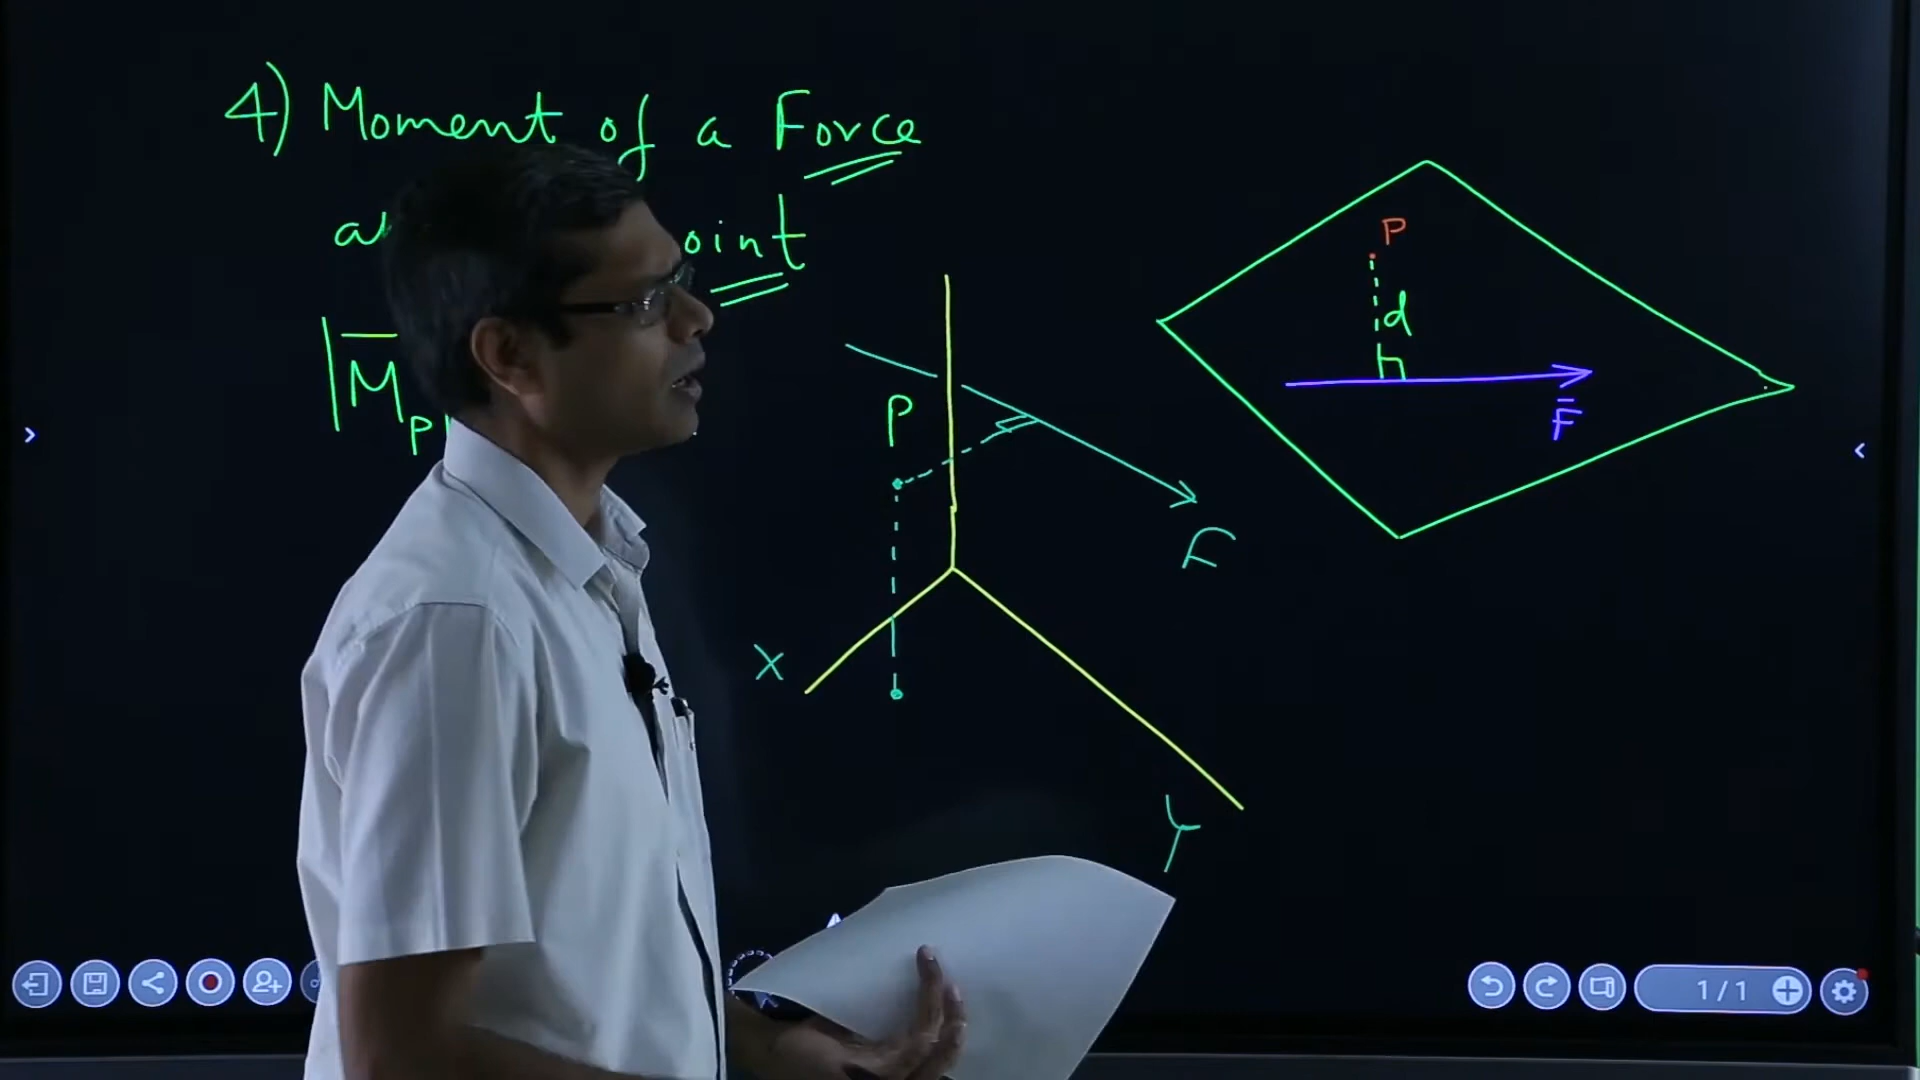 4) Moment of a Force
oint
M P
P
d
F̄
P
F
X
Y
1/1